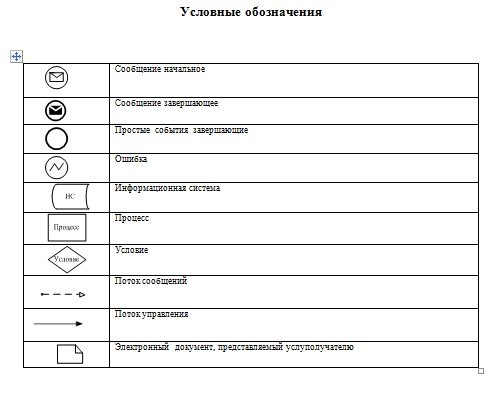 Условные обозначения
Сообщение начальное
Сообщение завершающее
Простые события завершающие
Ошибка
ИС
Информационная система
Процесс
Процесс
Условие
Условие
Поток сообщений
Поток управления
Электронный документ, представляемый услуполучателю